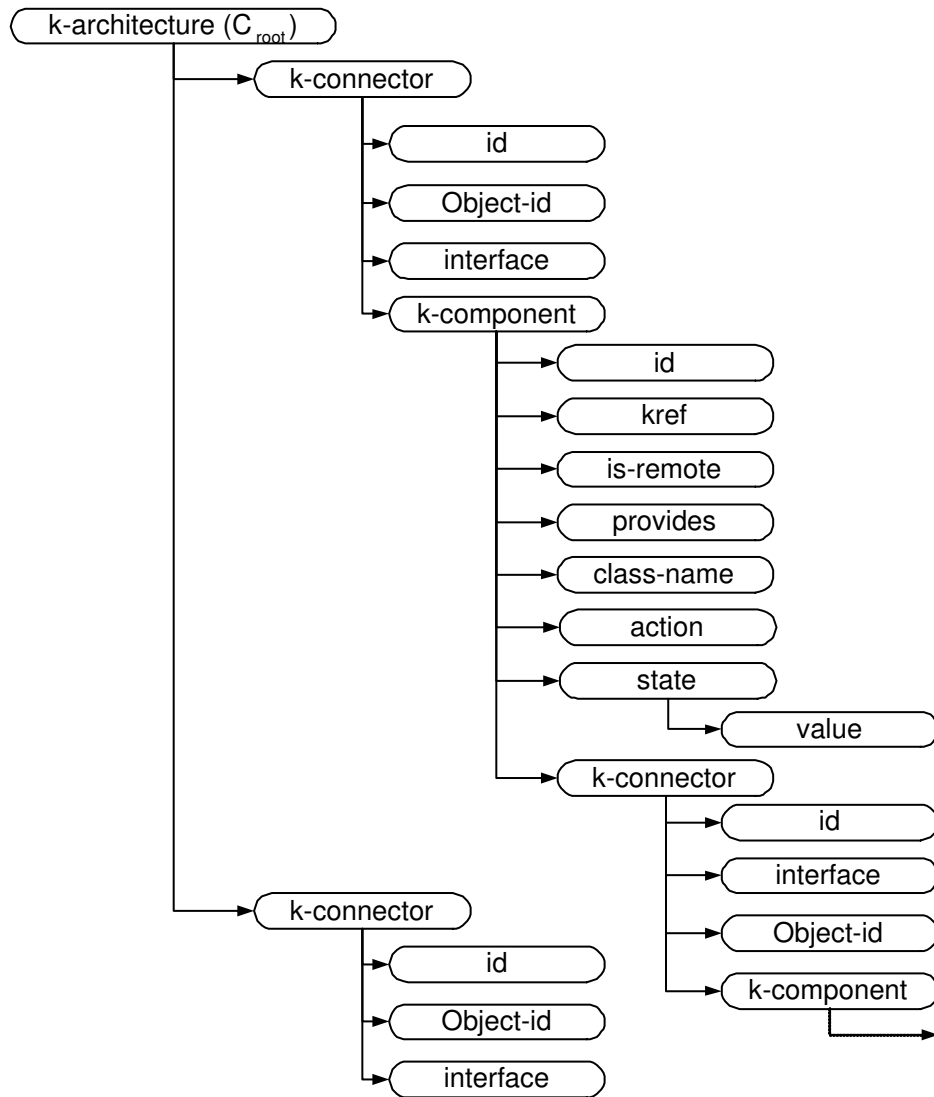 k-architecture (C root)
k-connector
id
Object-id
interface
k-component
id
kref
is-remote
provides
class-name
action
state
value
k-connector
id
interface
Object-id
k-component
k-connector
id
Object-id
interface